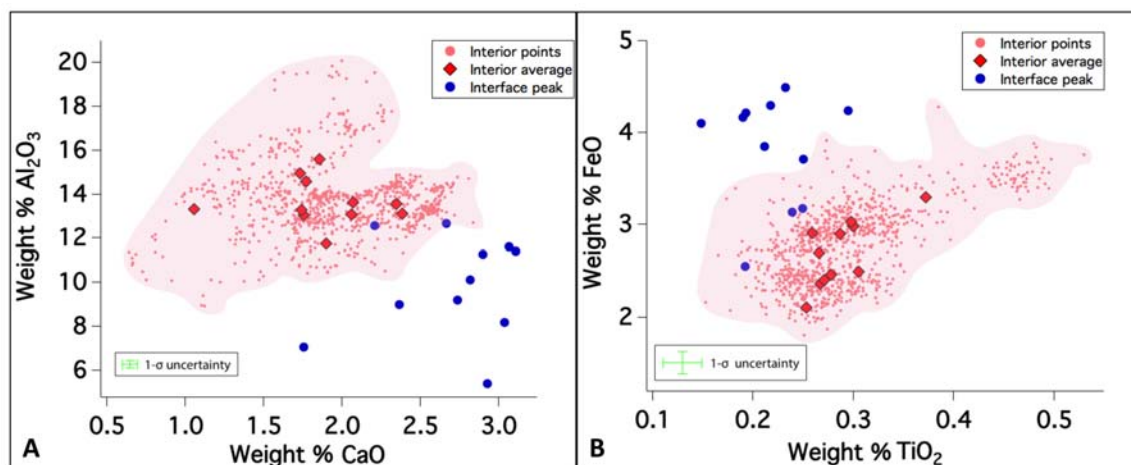 20
18
16
14
12
10
8
6
Weight % Al₂O₃
Interior points
Interior average
Interface peak
1-σ uncertainty
0.5 1.0 1.5 2.0 2.5 3.0
A Weight % CaO
5
4
3
2
Weight % FeO
Interior points
Interior average
Interface peak
1-σ uncertainty
0.1 0.2 0.3 0.4 0.5
B Weight % TiO₂